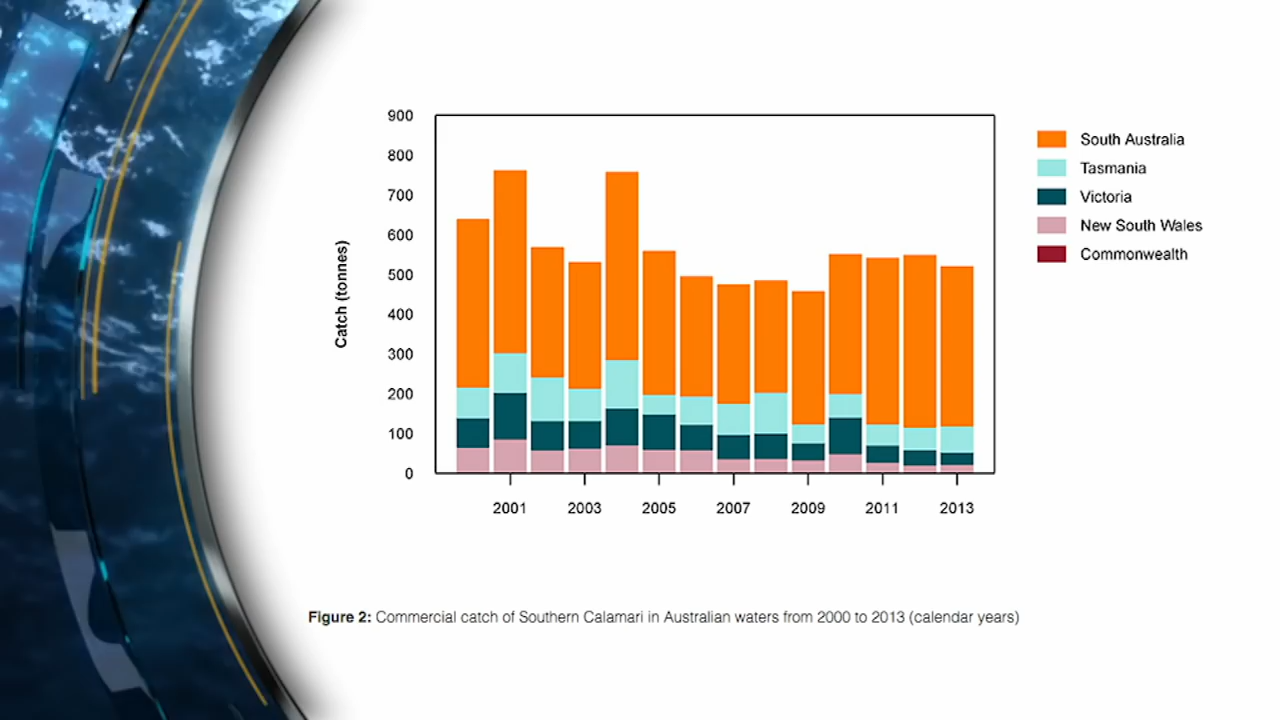 900
800
700
600
500
400
300
200
100
0
Catch (tonnes)
2001 2003 2005 2007 2009 2011 2013
South Australia
Tasmania
Victoria
New South Wales
Commonwealth
Figure 2: Commercial catch of Southern Calamari in Australian waters from 2000 to 2013 (calendar years)